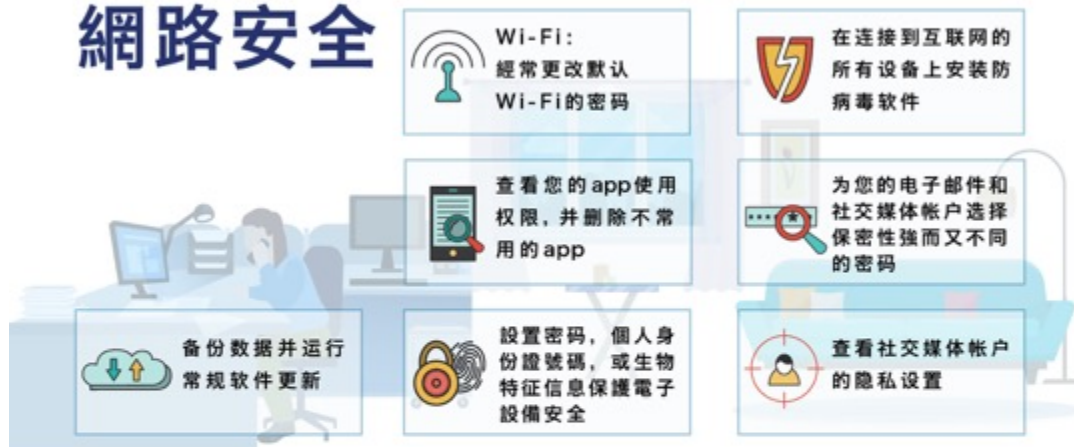 網路安全
Wi-Fi：
經常更改默认
Wi-Fi的密码
在连接到互联网的
所有设备上安装防
病毒软件
查看您的app使用
权限，并删除不常
用的app
为您的电子邮件和
社交媒体帐户选择
保密性強而又不同
的密码
备份数据并运行
常规软件更新
設置密码，個人身
份證號碼，或生物
特征信息保護電子
設備安全
查看社交媒体帐户
的隐私设置